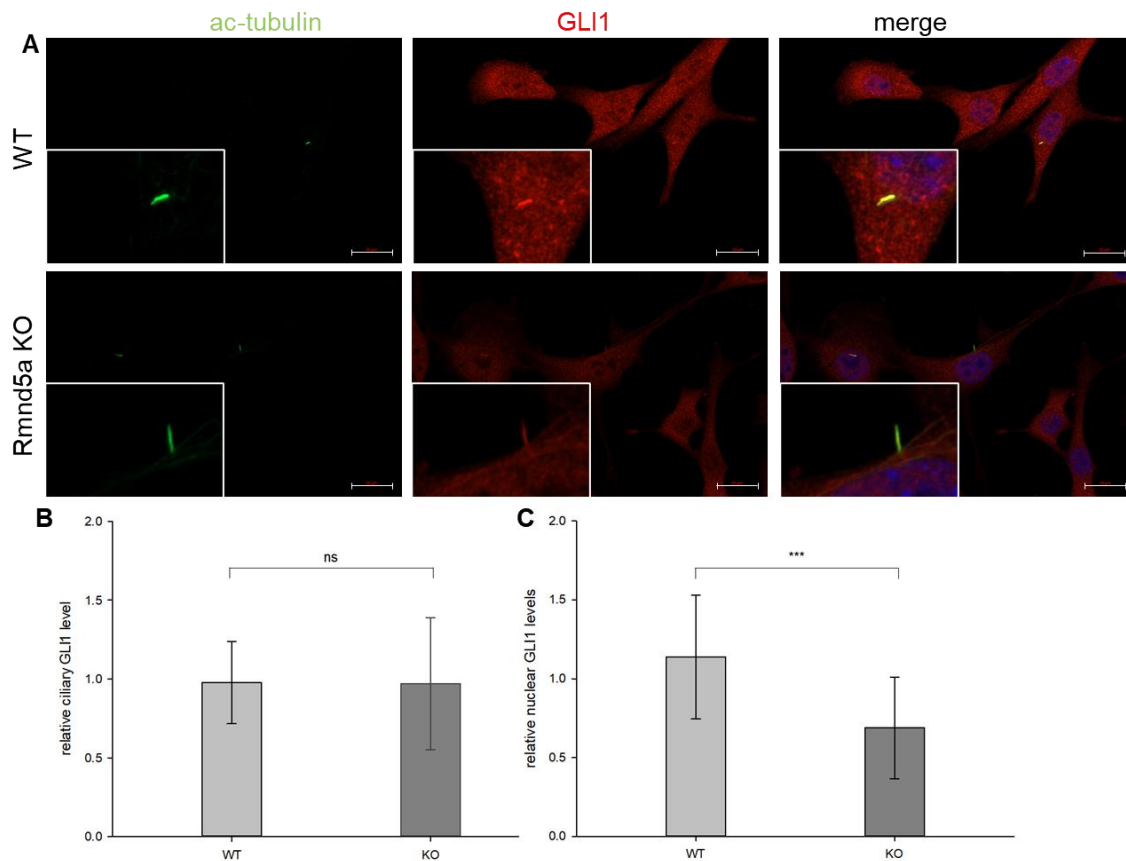 ac-tubulin GLI1 merge
A
WT
Rmnd5a KO
B
2.0
1.5
1.0
0.5
0.0
relative ciliary GLI1 level
ns
WT KO
C
2.0
1.5
1.0
0.5
0.0
relative nuclear GLI1 levels
***
WT KO